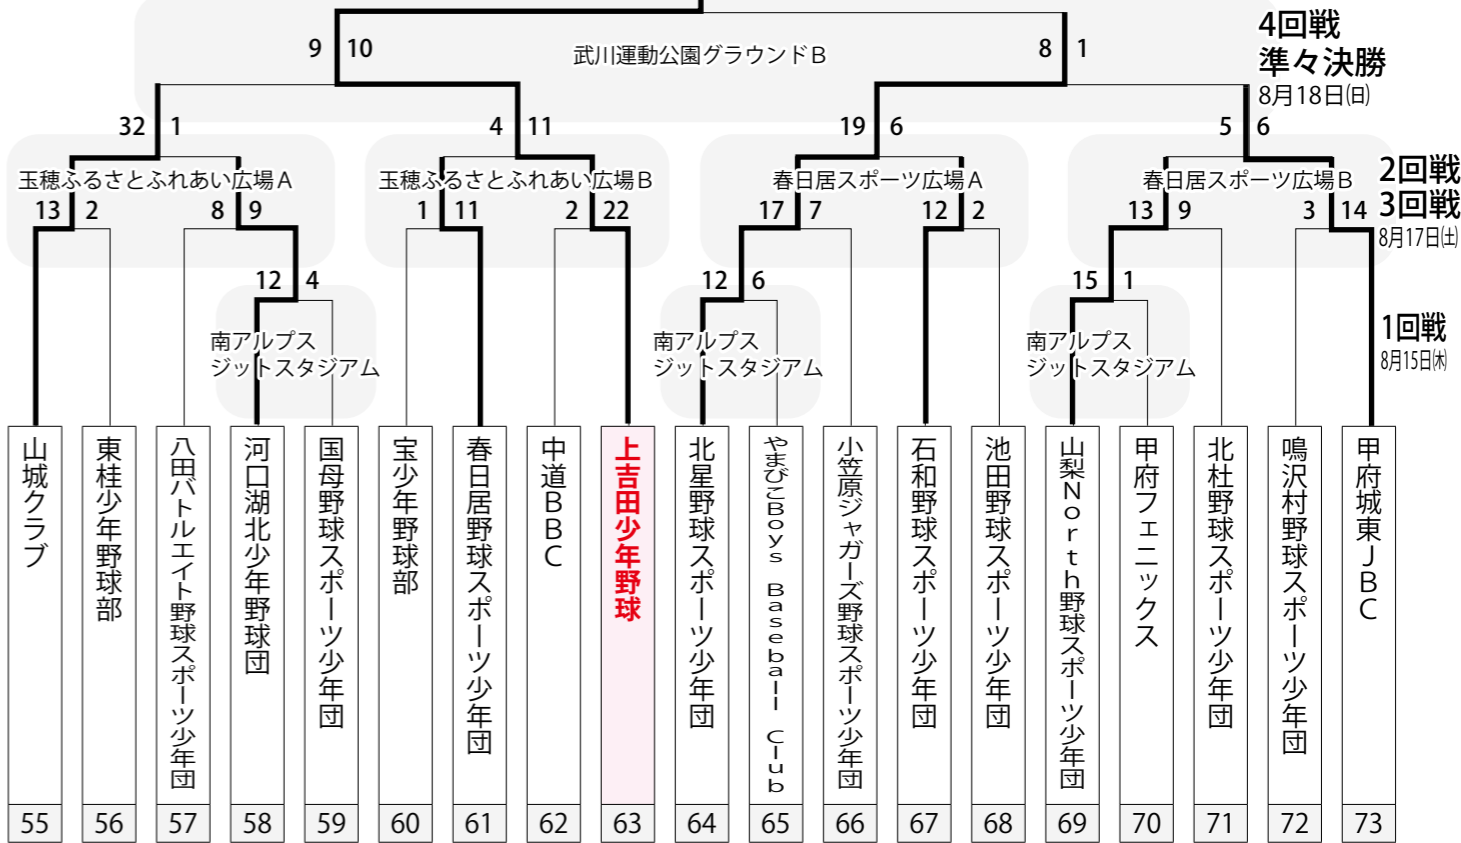 4回戦
準々決勝
8月18日(日)
9 10
武川運動公園グラウンドB
8 1
32 1
4 11
19 6
5 6
玉穂ふるさとふれあい広場A
玉穂ふるさとふれあい広場B
春日居スポーツ広場A
春日居スポーツ広場B
2回戦
3回戦
8月17日(土)
13 2
8 9
1 11
2 22
17 7
12 2
13 9
3 14
12 4
12 6
15 1
南アルプス
ジットスタジアム
南アルプス
ジットスタジアム
南アルプス
ジットスタジアム
1回戦
8月15日(木)
山城クラブ
55
東桂少年野球部
56
八田バトルエイト野球スポーツ少年団
57
河口湖北少年野球団
58
国母野球スポーツ少年団
59
宝少年野球部
60
春日居野球スポーツ少年団
61
中道BBC
62
上吉田少年野球
63
北星野球スポーツ少年団
64
やまびこBoys Baseball Club
65
小笠原ジャガーズ野球スポーツ少年団
66
石和野球スポーツ少年団
67
池田野球スポーツ少年団
68
山梨North野球スポーツ少年団
69
甲府フェニックス
70
北杜野球スポーツ少年団
71
鳴沢村野球スポーツ少年団
72
甲府城東JBC
73